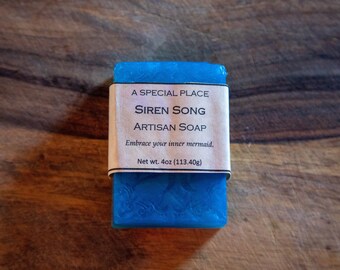 A SPECIAL PLACE
SIREN SONG
ARTISAN SOAP
Embrace your inner mermaid.
Net wt. 4oz (113.40g)